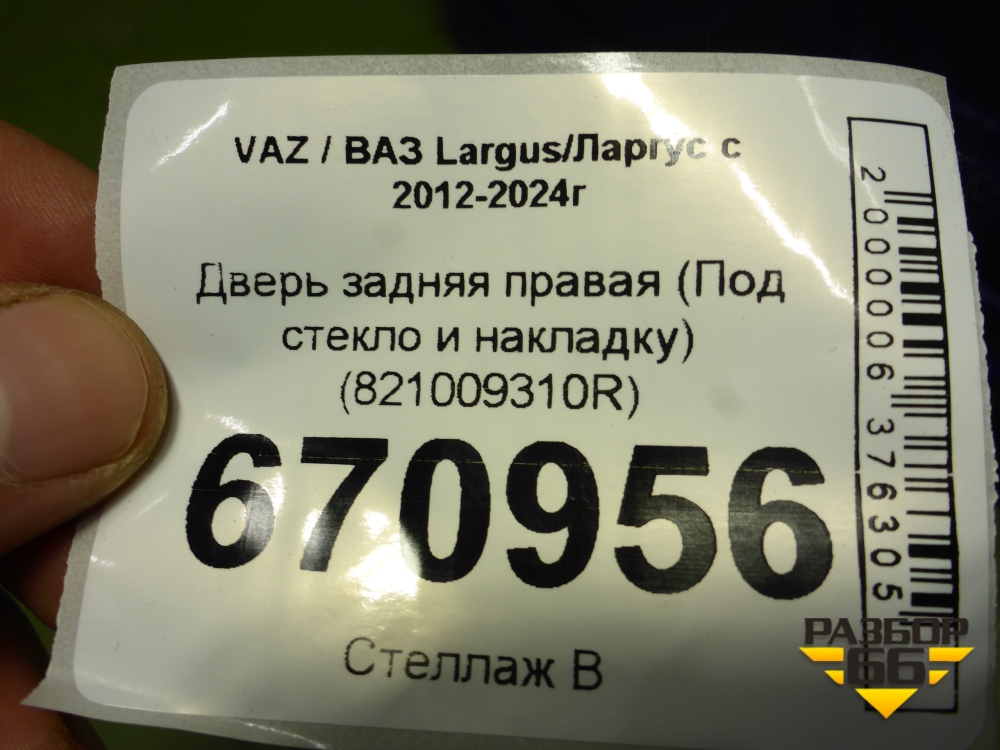 VAZ / ВАЗ Largus/Ларгус с
2012-2024г
Дверь задняя правая (Под
стекло и накладку)
(821009310R)
670956
Стеллаж В
2000006376305
РАЗБОР
66